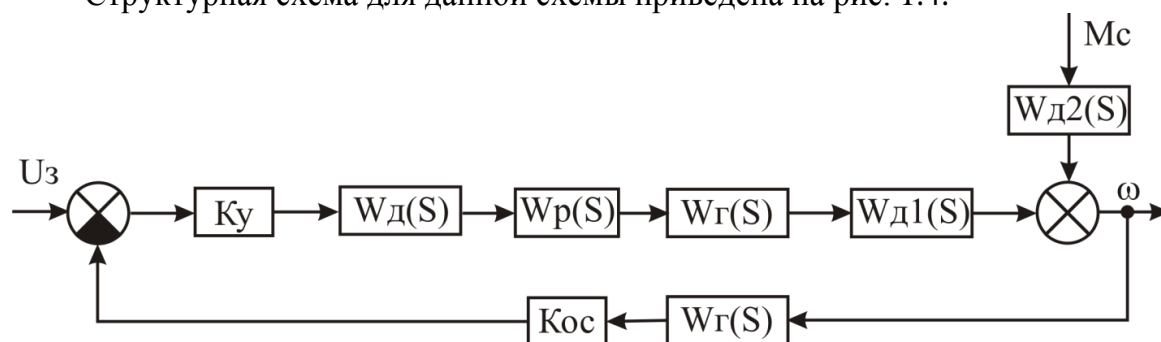 Структурная схема для данной схемы приведена на рис. 1.4.
Mc
Wд2(S)
Uз
ω
Ку
Wд(S)
Wр(S)
Wг(S)
Wд1(S)
Кос
Wг(S)